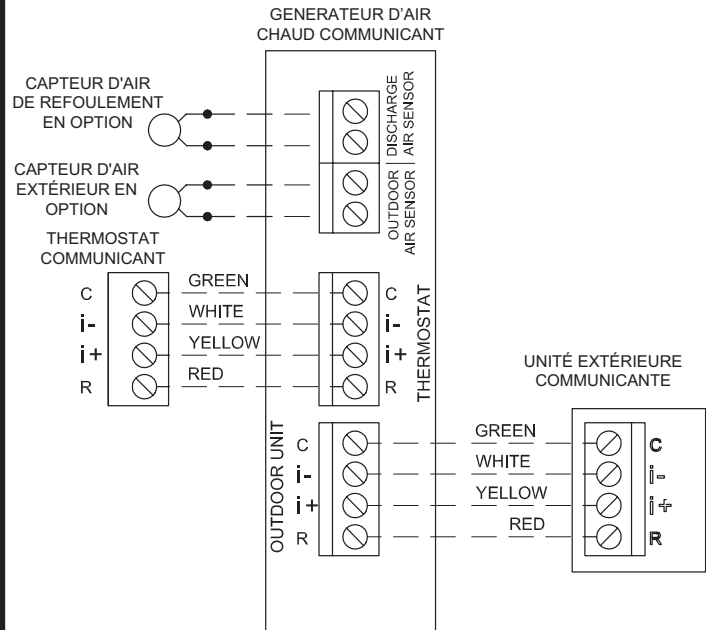 GENERATEUR D'AIR
CHAUD COMMUNICANT
CAPTEUR D'AIR
DE REFOULEMENT
EN OPTION
DISCHARGE
AIR SENSOR
CAPTEUR D'AIR
EXTÉRIEUR EN
OPTION
OUTDOOR
AIR SENSOR
THERMOSTAT
COMMUNICANT
C
i-
i+
R
GREEN
WHITE
YELLOW
RED
C
i-
i+
R
THERMOSTAT
UNITÉ EXTÉRIEURE
COMMUNICANTE
OUTDOOR UNIT
C
i-
i+
R
GREEN
WHITE
YELLOW
RED
C
i-
i+
R